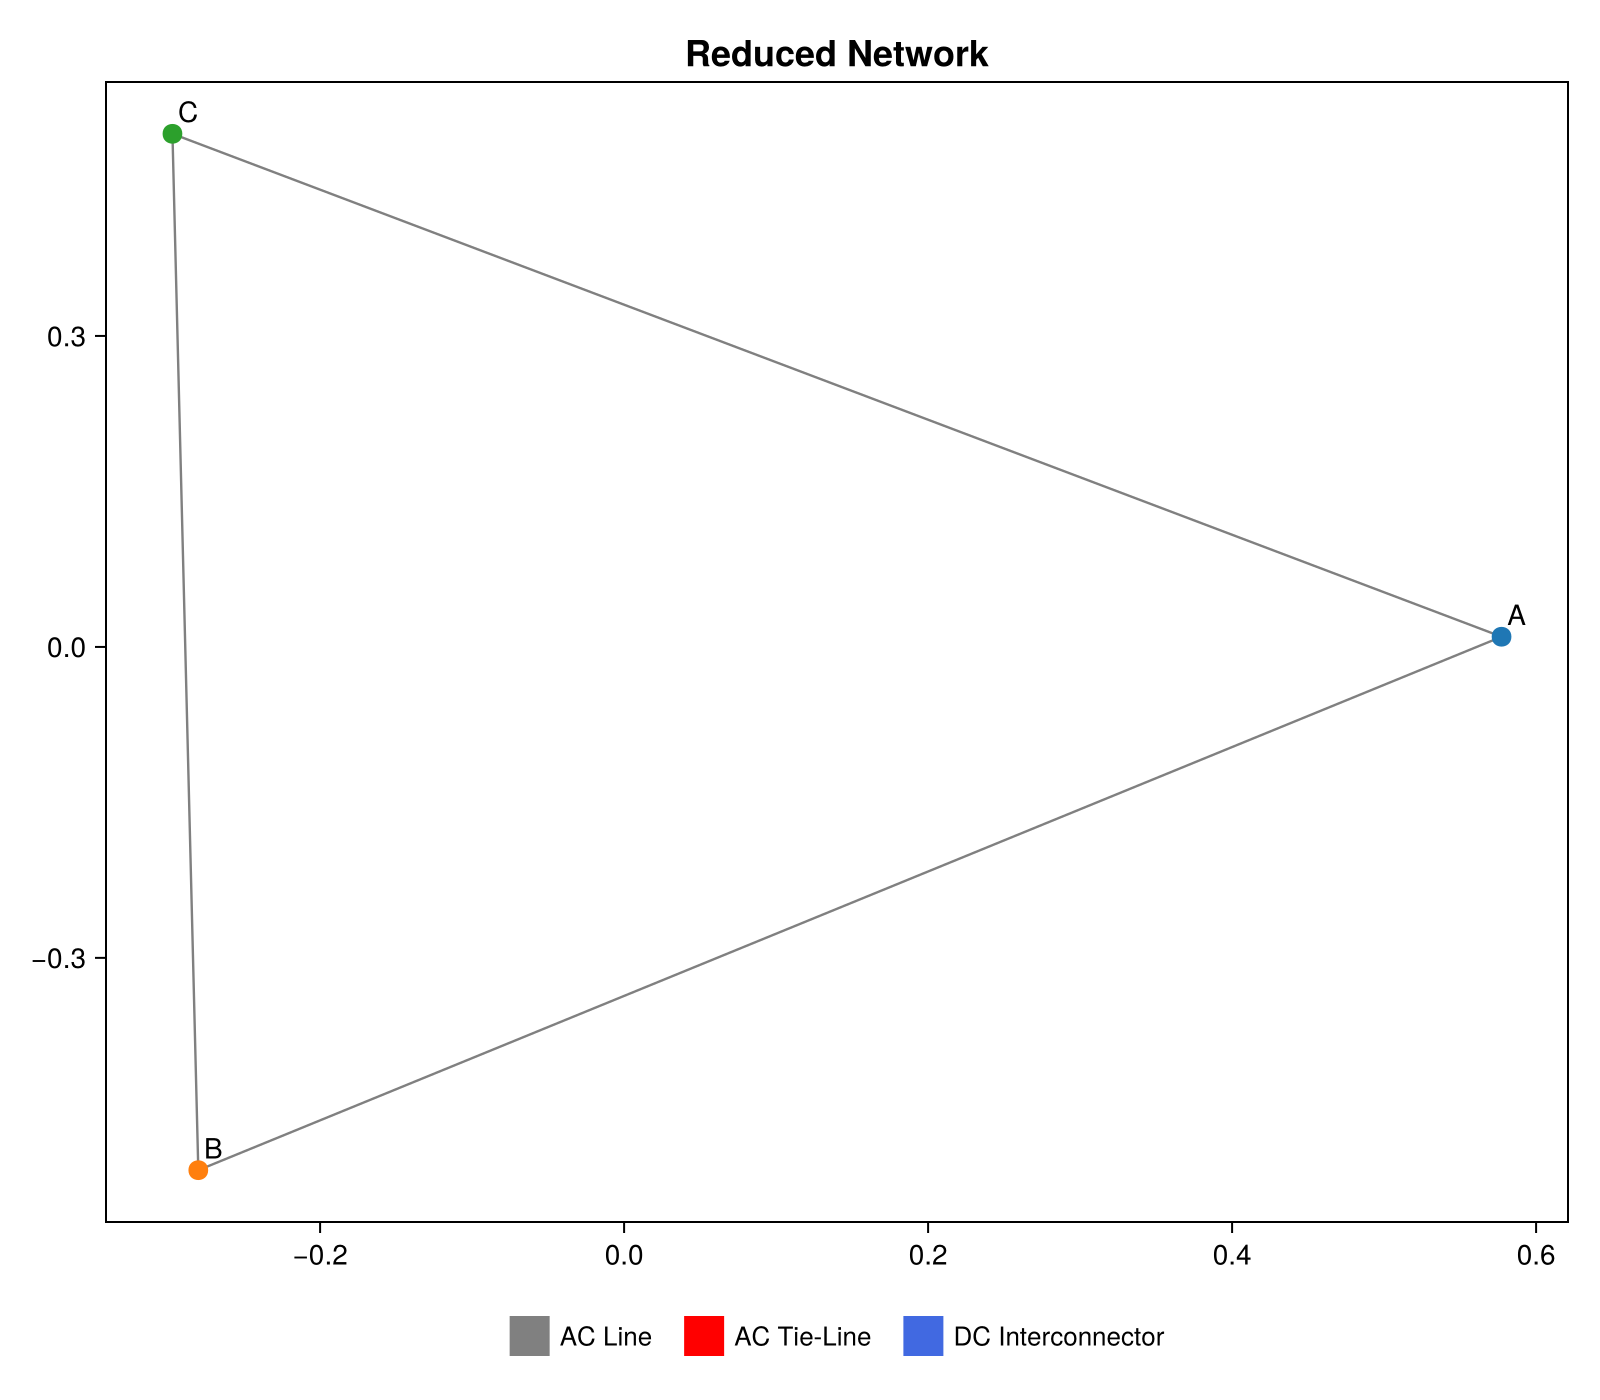 Reduced Network
C
0.3
A
0.0
−0.3
B
−0.2 0.0 0.2 0.4 0.6
AC Line AC Tie-Line DC Interconnector